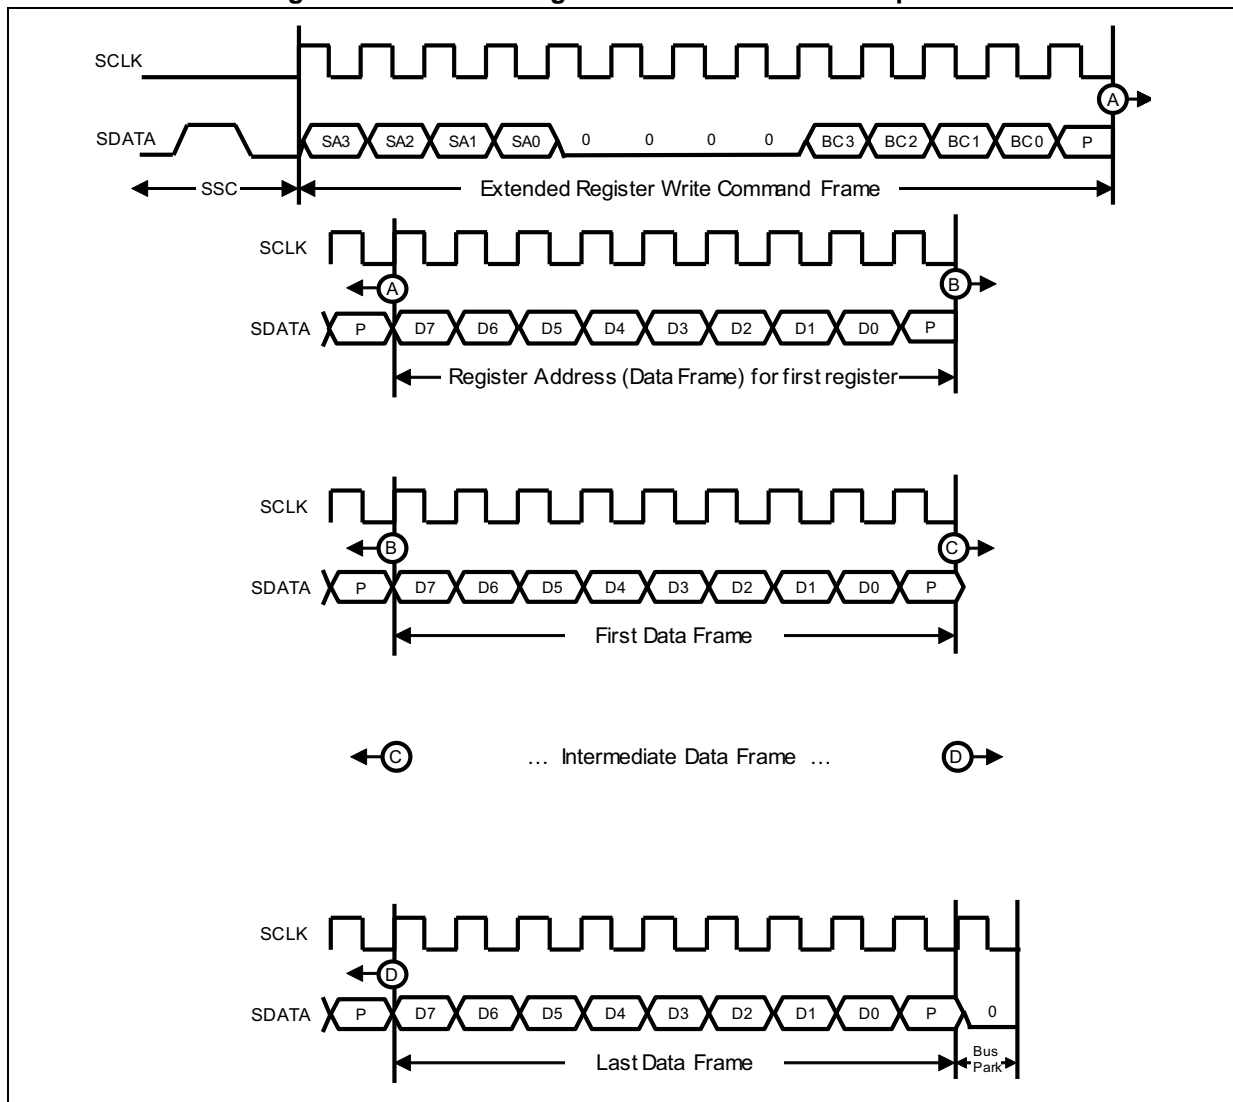 SCLK
A
SDATA SA3 SA2 SA1 SA0 0 0 0 0 BC3 BC2 BC1 BC0 P
SSC Extended Register Write Command Frame
SCLK
A B
SDATA P D7 D6 D5 D4 D3 D2 D1 D0 P
Register Address (Data Frame) for first register
SCLK
B C
SDATA P D7 D6 D5 D4 D3 D2 D1 D0 P
First Data Frame
C ... Intermediate Data Frame ... D
SCLK
D
SDATA P D7 D6 D5 D4 D3 D2 D1 D0 P 0
Last Data Frame Bus
Park